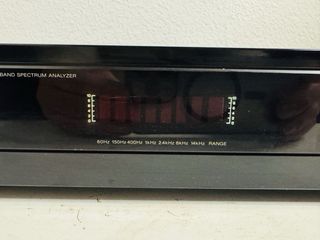 BAND SPECTRUM ANALYZER
60Hz 150Hz 400Hz 1kHz 2.4kHz 6kHz 14kHz RANGE